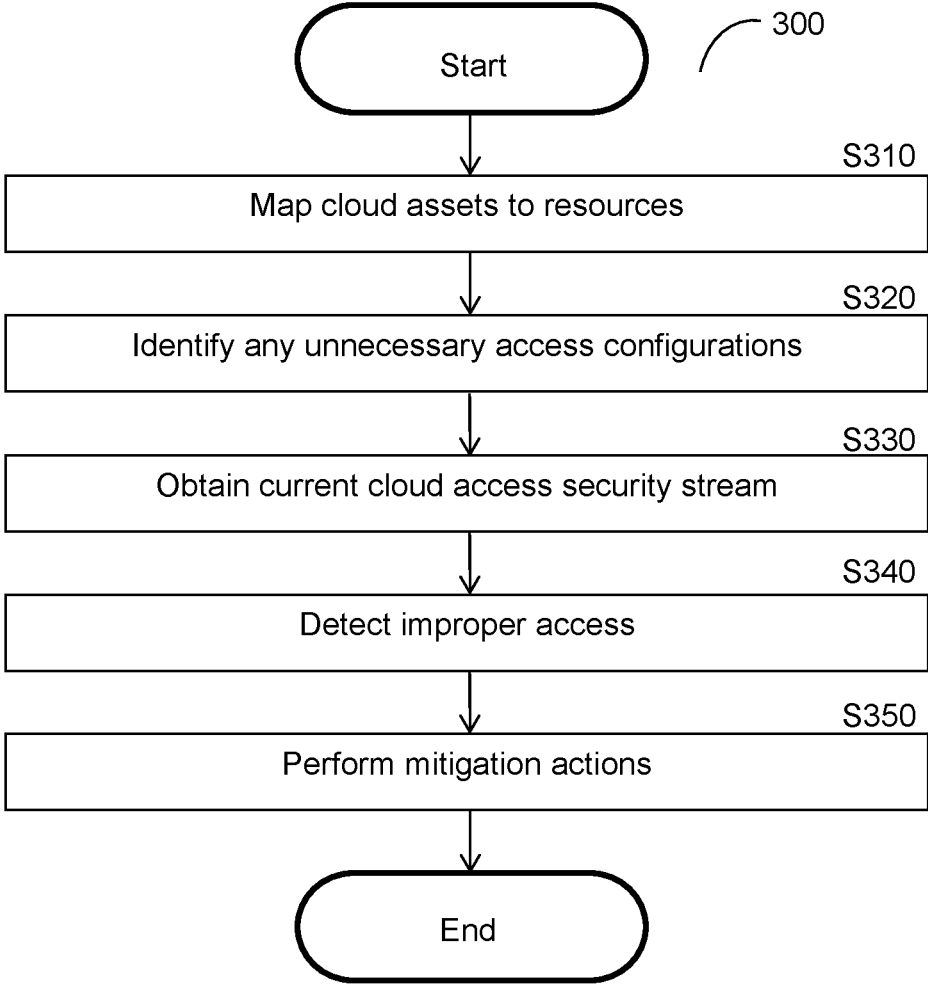 Start
300
S310
Map cloud assets to resources
S320
Identify any unnecessary access configurations
S330
Obtain current cloud access security stream
S340
Detect improper access
S350
Perform mitigation actions
End